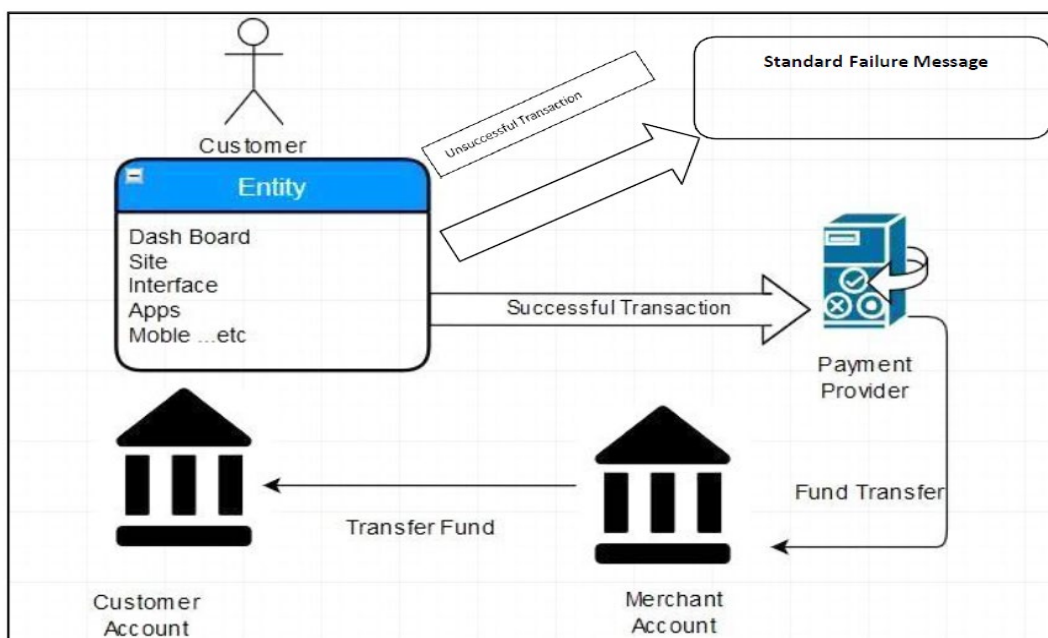 Standard Failure Message
Unsuccessful Transaction
Customer
Entity
Dash Board
Site
Interface
Apps
Moble ...etc
Successful Transaction
Payment
Provider
Fund Transfer
Transfer Fund
Customer
Account
Merchant
Account